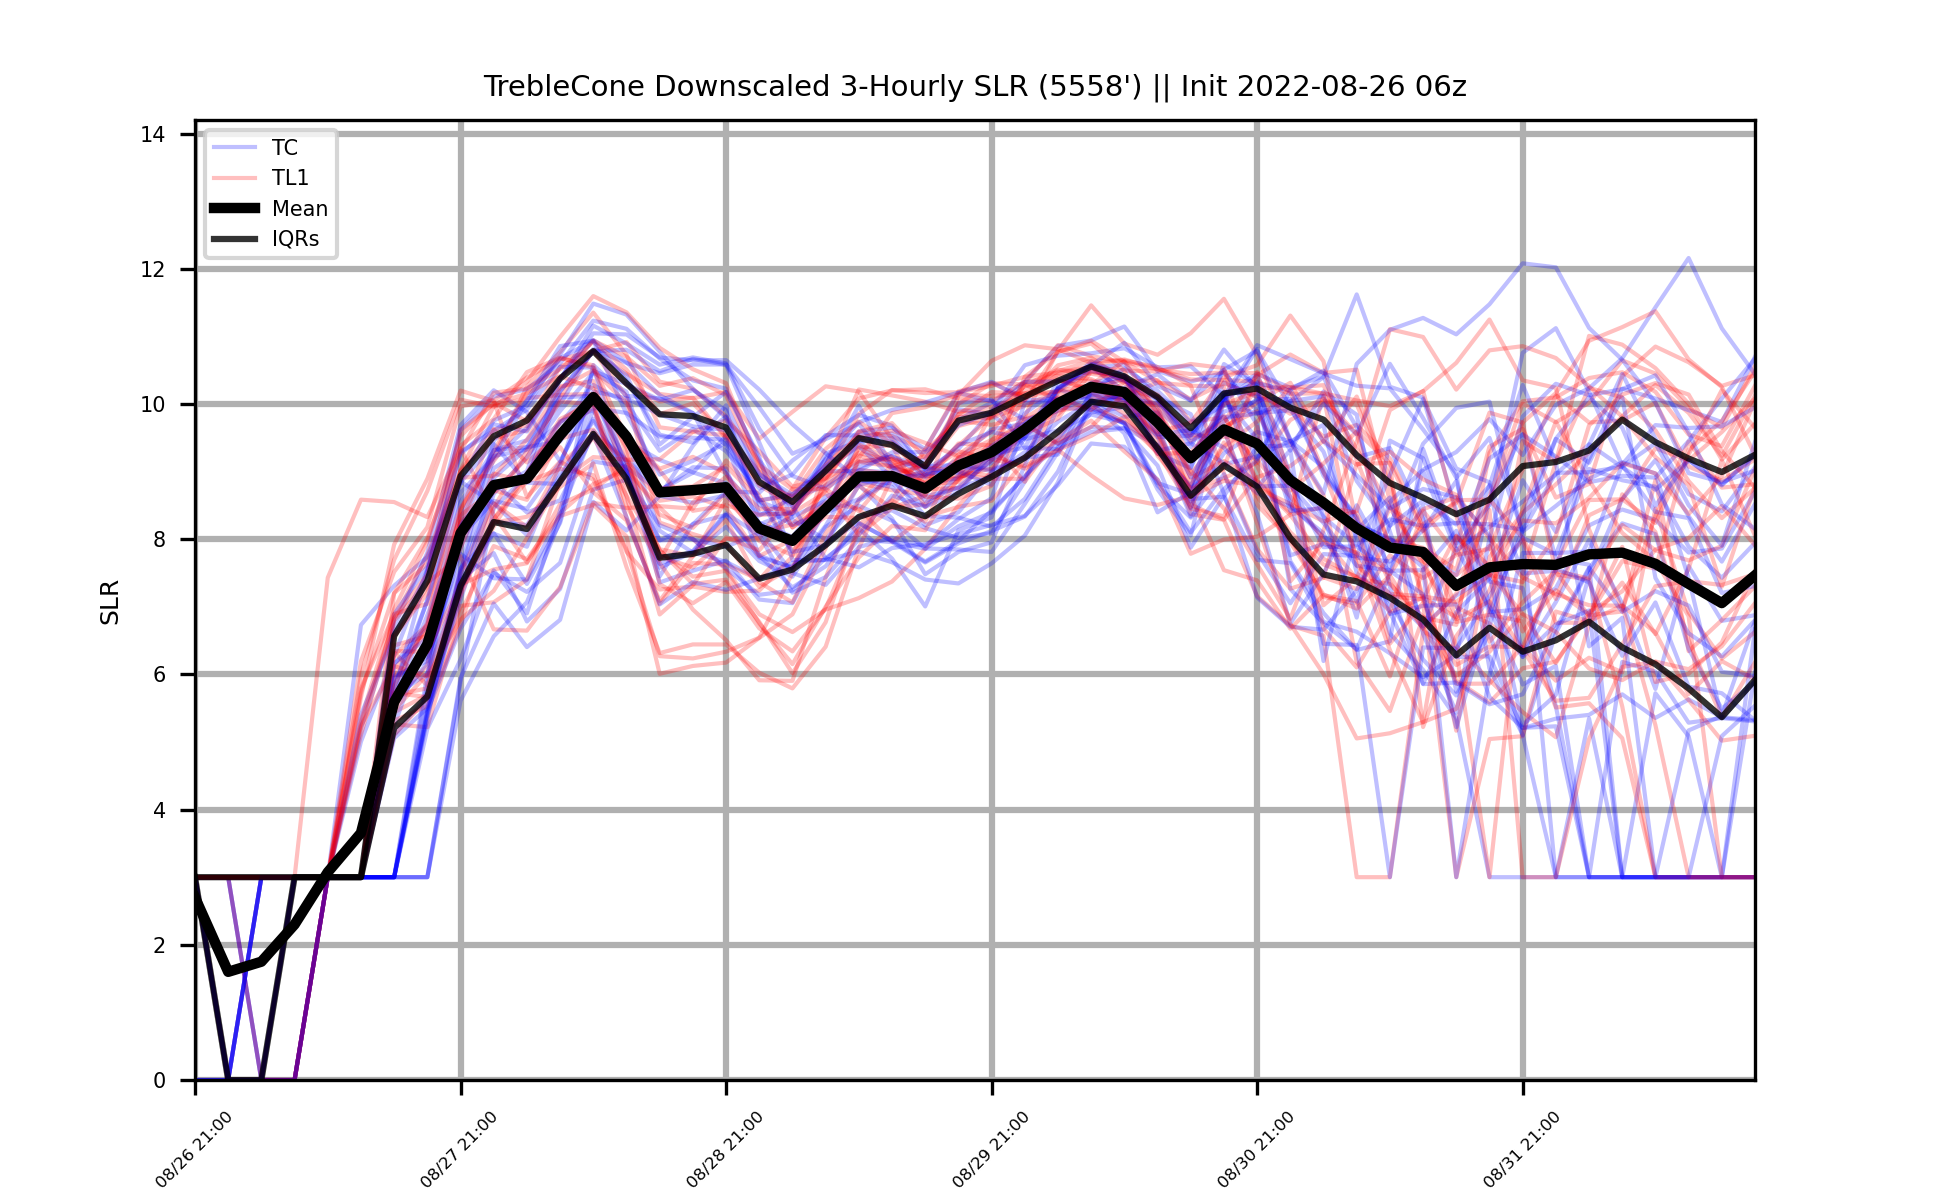 TrebleCone Downscaled 3-Hourly SLR (5558') || Init 2022-08-26 06z
TC
TL1
Mean
IQRs
SLR
14
12
10
8
6
4
2
0
08/26 21:00
08/27 21:00
08/28 21:00
08/29 21:00
08/30 21:00
08/31 21:00